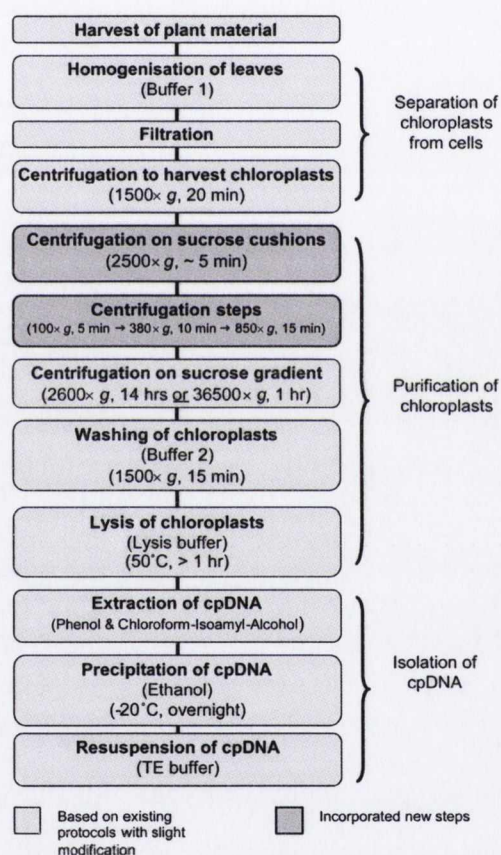 Harvest of plant material
Homogenisation of leaves
(Buffer 1)
Filtration
Centrifugation to harvest chloroplasts
(1500× g, 20 min)
Separation of
chloroplasts
from cells
Centrifugation on sucrose cushions
(2500× g, ~ 5 min)
Centrifugation steps
(100× g, 5 min → 380× g, 10 min → 850× g, 15 min)
Centrifugation on sucrose gradient
(2600× g, 14 hrs or 36500× g, 1 hr)
Washing of chloroplasts
(Buffer 2)
(1500× g, 15 min)
Lysis of chloroplasts
(Lysis buffer)
(50˚C, > 1 hr)
Purification of
chloroplasts
Extraction of cpDNA
(Phenol & Chloroform-Isoamyl-Alcohol)
Precipitation of cpDNA
(Ethanol)
(-20˚C, overnight)
Resuspension of cpDNA
(TE buffer)
Isolation of
cpDNA
Based on existing
protocols with slight
modification
Incorporated new steps